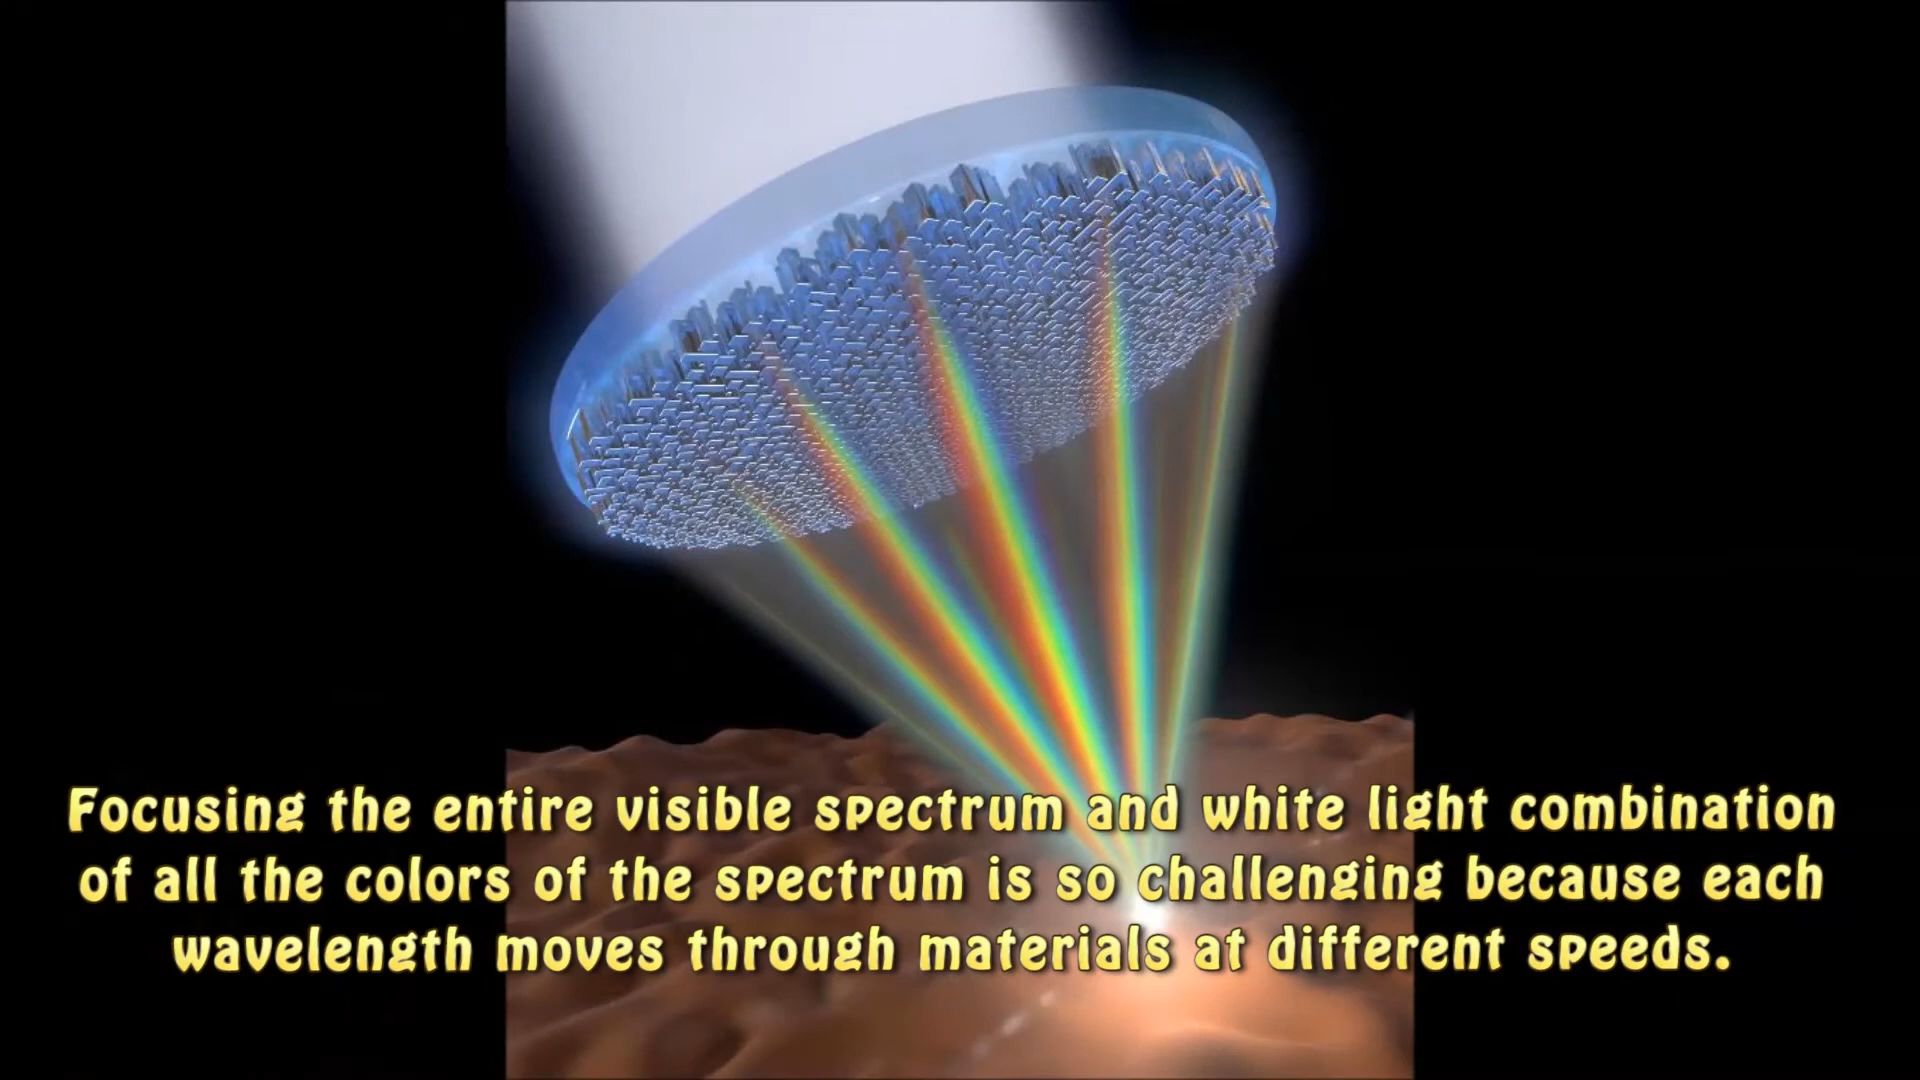 Focusing the entire visible spectrum and white light combination
of all the colors of the spectrum is so challenging because each
wavelength moves through materials at different speeds.